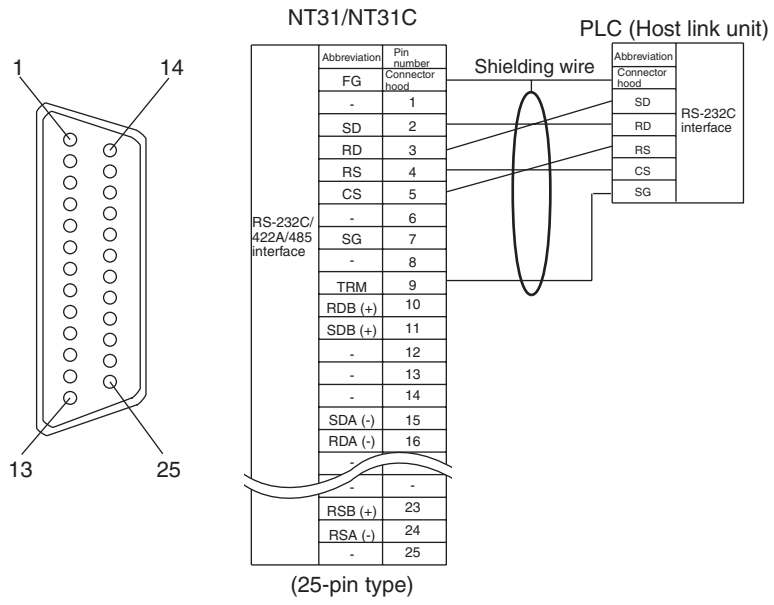 NT31/NT31C
PLC (Host link unit)
1
14
13
25
Shielding wire
RS-232C/
422A/485
interface
Abbreviation Pin
number
FG Connector
hood
- 1
SD 2
RD 3
RS 4
CS 5
- 6
SG 7
- 8
TRM 9
RDB (+) 10
SDB (+) 11
- 12
- 13
- 14
SDA (-) 15
RDA (-) 16
- -
- -
RSB (+) 23
RSA (-) 24
- 25
(25-pin type)
Abbreviation
Connector
hood
SD
RD
RS
CS
SG
RS-232C
interface